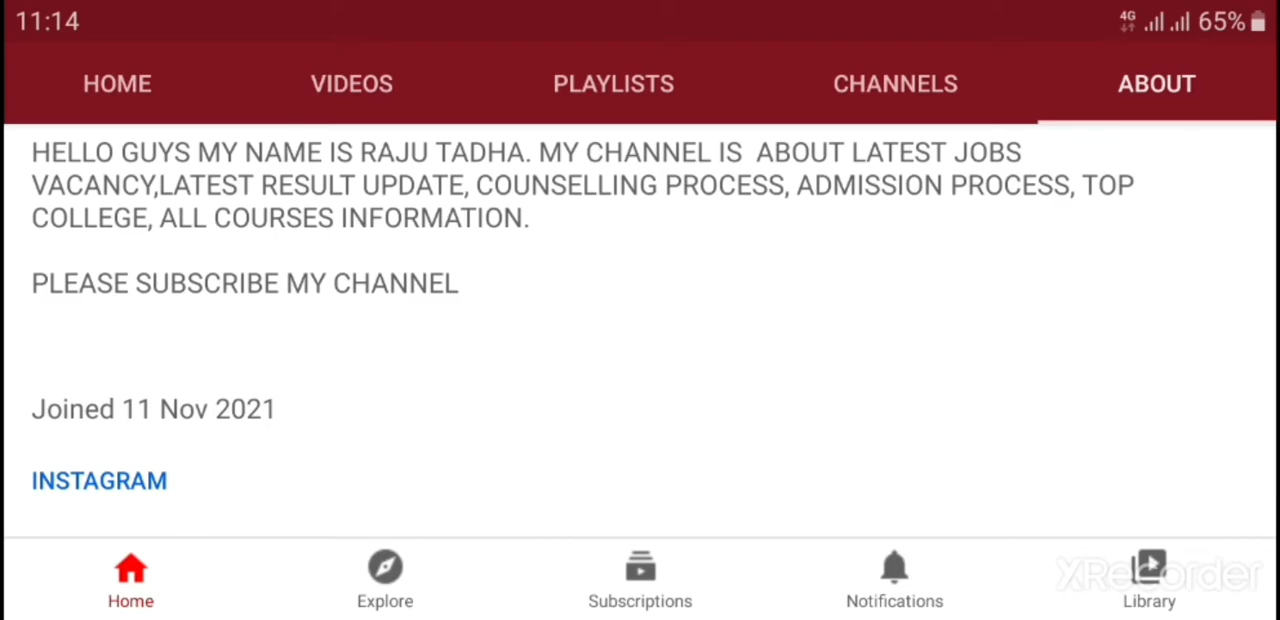 11:14 4G 65%
HOME VIDEOS PLAYLISTS CHANNELS ABOUT
HELLO GUYS MY NAME IS RAJU TADHA. MY CHANNEL IS  ABOUT LATEST JOBS
VACANCY,LATEST RESULT UPDATE, COUNSELLING PROCESS, ADMISSION PROCESS, TOP
COLLEGE, ALL COURSES INFORMATION.
PLEASE SUBSCRIBE MY CHANNEL
Joined 11 Nov 2021
INSTAGRAM
XRecorder
Home Explore Subscriptions Notifications Library